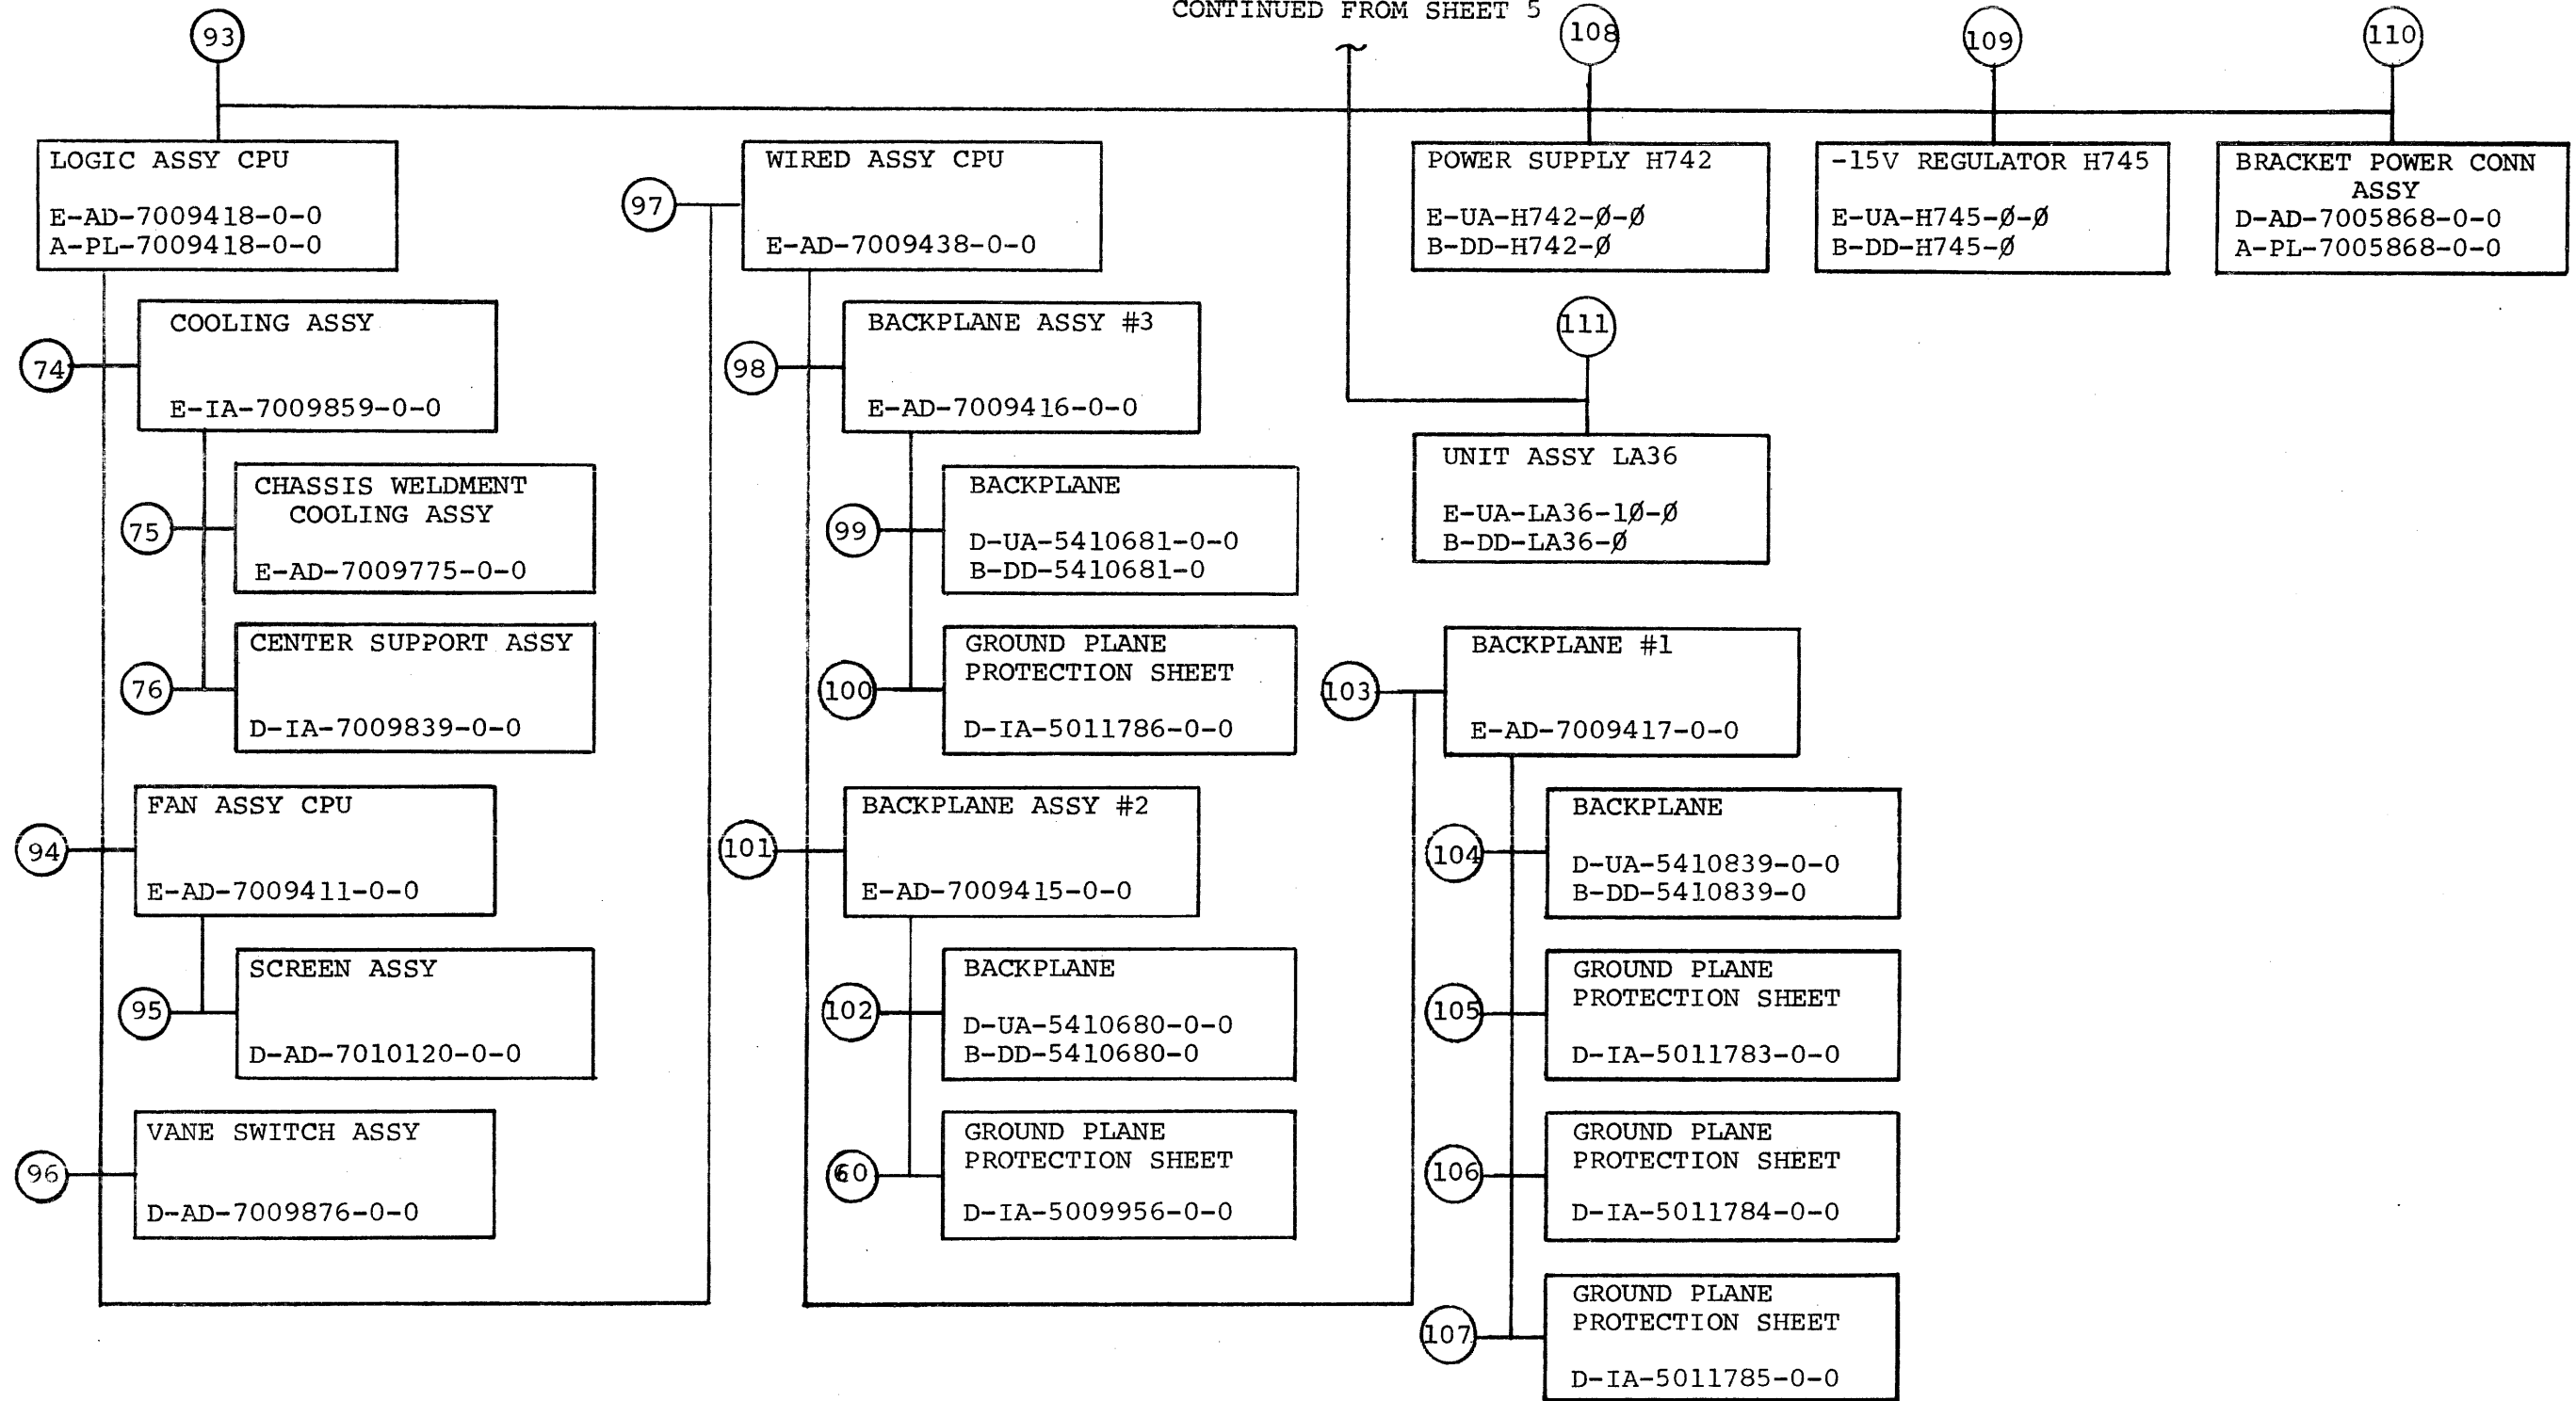 CONTINUED FROM SHEET 5
93
108
109
110
LOGIC ASSY CPU
E-AD-7009418-0-0
A-PL-7009418-0-0
97
WIRED ASSY CPU
E-AD-7009438-0-0
POWER SUPPLY H742
E-UA-H742-Ø-Ø
B-DD-H742-Ø
-15V REGULATOR H745
E-UA-H745-Ø-Ø
B-DD-H745-Ø
BRACKET POWER CONN
ASSY
D-AD-7005868-0-0
A-PL-7005868-0-0
74
COOLING ASSY
E-IA-7009859-0-0
75
CHASSIS WELDMENT
COOLING ASSY
E-AD-7009775-0-0
76
CENTER SUPPORT ASSY
D-IA-7009839-0-0
94
FAN ASSY CPU
E-AD-7009411-0-0
95
SCREEN ASSY
D-AD-7010120-0-0
96
VANE SWITCH ASSY
D-AD-7009876-0-0
98
BACKPLANE ASSY #3
E-AD-7009416-0-0
99
BACKPLANE
D-UA-5410681-0-0
B-DD-5410681-0
100
GROUND PLANE
PROTECTION SHEET
D-IA-5011786-0-0
101
BACKPLANE ASSY #2
E-AD-7009415-0-0
102
BACKPLANE
D-UA-5410680-0-0
B-DD-5410680-0
60
GROUND PLANE
PROTECTION SHEET
D-IA-5009956-0-0
111
UNIT ASSY LA36
E-UA-LA36-1Ø-Ø
B-DD-LA36-Ø
103
BACKPLANE #1
E-AD-7009417-0-0
104
BACKPLANE
D-UA-5410839-0-0
B-DD-5410839-0
105
GROUND PLANE
PROTECTION SHEET
D-IA-5011783-0-0
106
GROUND PLANE
PROTECTION SHEET
D-IA-5011784-0-0
107
GROUND PLANE
PROTECTION SHEET
D-IA-5011785-0-0